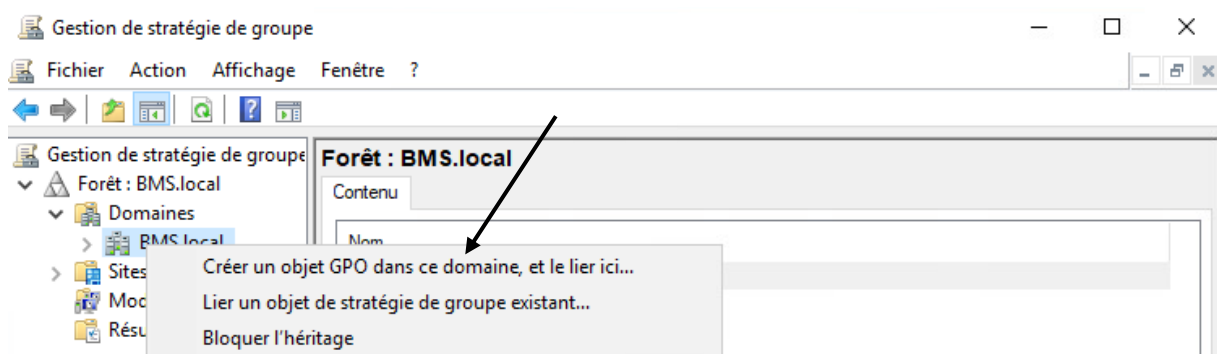 Gestion de stratégie de groupe
Fichier Action Affichage Fenêtre ?
Gestion de stratégie de groupe
Forêt : BMS.local
Forêt : BMS.local
Contenu
Domaines
BMS.local
Nom
Créer un objet GPO dans ce domaine, et le lier ici...
Sites
Lier un objet de stratégie de groupe existant...
Mod
Bloquer l'héritage
Résu